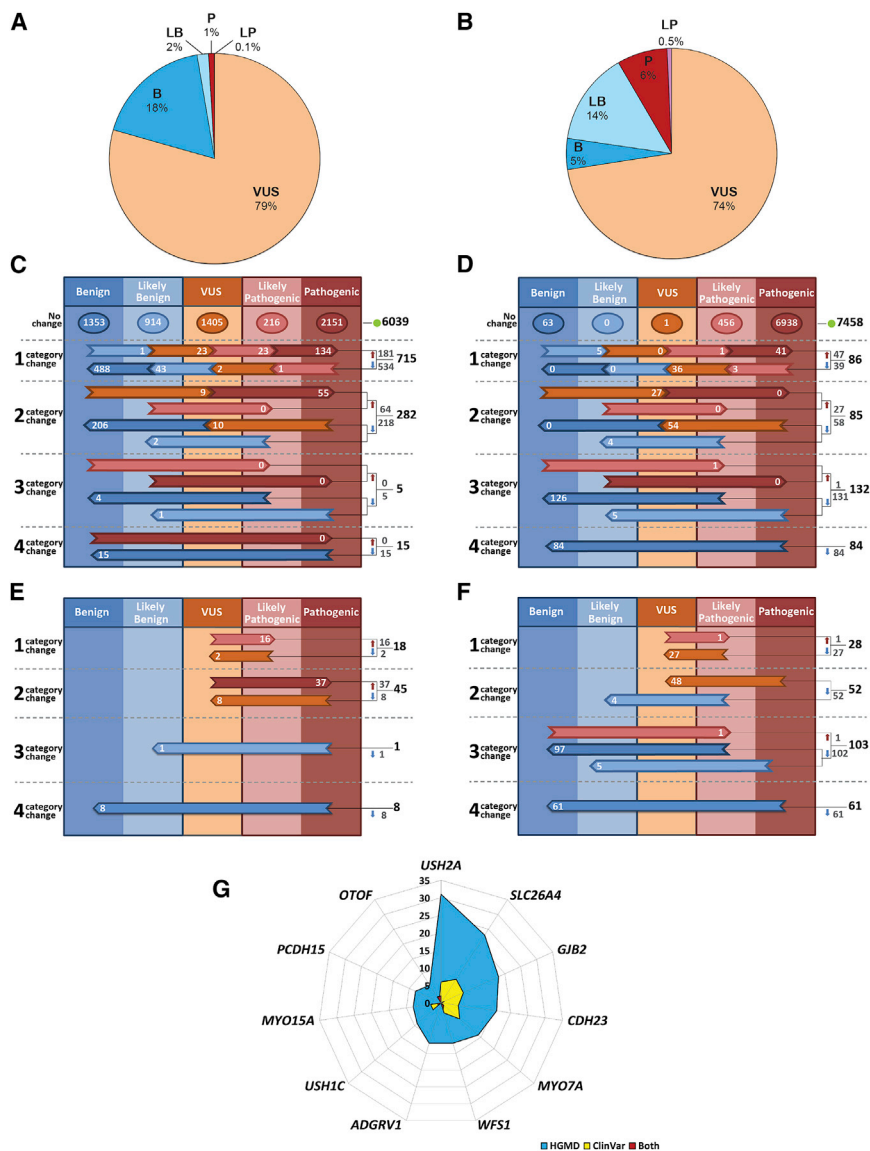 A
LB
2%
P
1%
LP
0.1%
B
18%
VUS
79%
B
LP
0.5%
P
6%
LB
14%
B
5%
VUS
74%
C
Benign
Likely
Benign
VUS
Likely
Pathogenic
Pathogenic
No
change
1353 914 1405 216 2151 6039
1 category
change
1 23 23 134 181
715
488 43 2 1 534
2 category
change
9 55
282
0 64
206 10 218
2
3 category
change
0
0 0
5
4 5
1
4 category
change
0 0
15
15 15
D
Benign
Likely
Benign
VUS
Likely
Pathogenic
Pathogenic
No
change
63 0 1 456 6938 7458
1 category
change
5 0 1 41 47
86
0 0 36 3 39
2 category
change
27 0
85
0 27
0 54 58
4
3 category
change
1
0 1
132
126 131
5
4 category
change
84 84
84
E
Benign
Likely
Benign
VUS
Likely
Pathogenic
Pathogenic
1 category
change
16 16
18
2 2
2 category
change
37 37
45
8 8
3 category
change
1 1
1
4 category
change
8 8
8
F
Benign
Likely
Benign
VUS
Likely
Pathogenic
Pathogenic
1 category
change
1 1
28
27 27
2 category
change
48 52
4 52
3 category
change
1 1
103
97 102
5
4 category
change
61 61
61
G
USH2A
SLC26A4
GJB2
CDH23
MYO7A
WFS1
ADGRV1
USH1C
MYO15A
PCDH15
OTOF
35
30
25
20
15
10
5
0
HGMD ClinVar Both